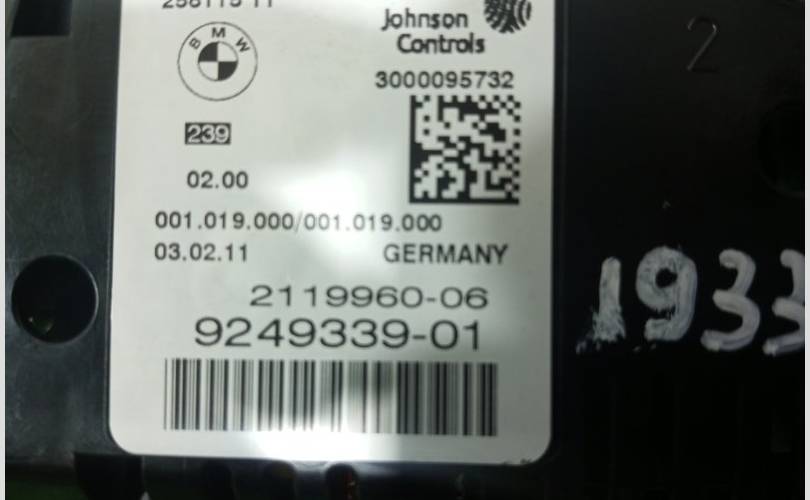 2
Johnson
Controls
BMW
3000095732
239
02.00
001.019.000/001.019.000
03.02.11 GERMANY
2119960-06
9249339-01
1933